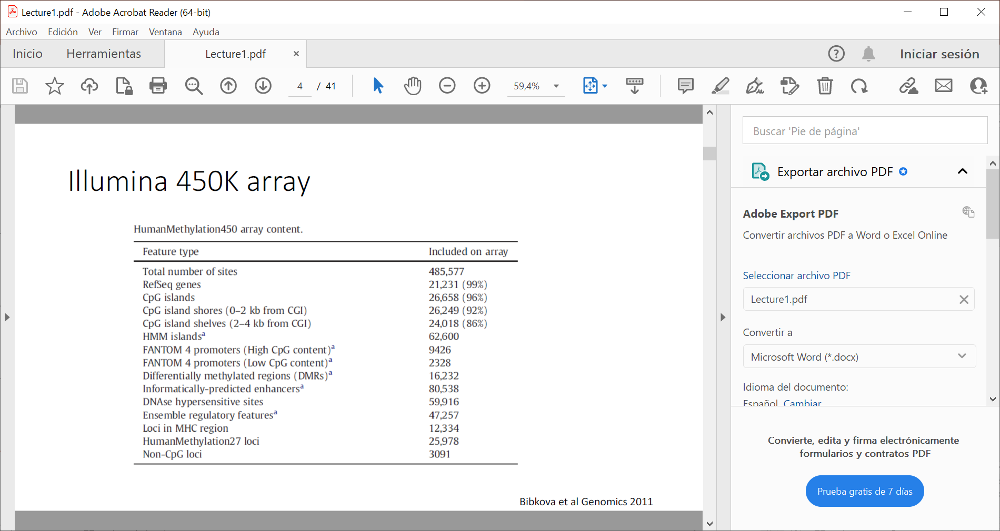 Lecture1.pdf - Adobe Acrobat Reader (64-bit)
Archivo Edición Ver Firmar Ventana Ayuda
Inicio Herramientas Lecture1.pdf × Iniciar sesión
4 / 41 59,4%
Illumina 450K array
HumanMethylation450 array content.
Feature type Included on array
Total number of sites 485,577
RefSeq genes 21,231 (99%)
CpG islands 26,658 (96%)
CpG island shores (0–2 kb from CGI) 26,249 (92%)
CpG island shelves (2–4 kb from CGI) 24,018 (86%)
HMM islandsᵃ 62,600
FANTOM 4 promoters (High CpG content)ᵃ 9426
FANTOM 4 promoters (Low CpG content)ᵃ 2328
Differentially methylated regions (DMRs)ᵃ 16,232
Informatically-predicted enhancersᵃ 80,538
DNAse hypersensitive sites 59,916
Ensemble regulatory featuresᵃ 47,257
Loci in MHC region 12,334
HumanMethylation27 loci 25,978
Non-CpG loci 3091
Bibkova et al Genomics 2011
Buscar 'Pie de página'
Exportar archivo PDF
Adobe Export PDF
Convertir archivos PDF a Word o Excel Online
Seleccionar archivo PDF
Lecture1.pdf
Convertir a
Microsoft Word (*.docx)
Idioma del documento:
Español Cambiar
Convierte, edita y firma electrónicamente
formularios y contratos PDF
Prueba gratis de 7 días